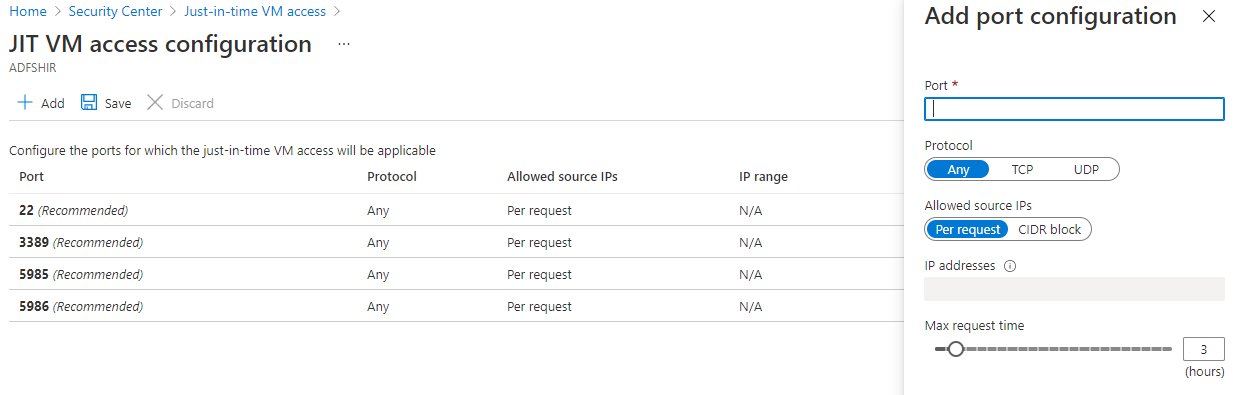 Home > Security Center > Just-in-time VM access >
JIT VM access configuration ...
ADFSHIR
+ Add Save Discard
Configure the ports for which the just-in-time VM access will be applicable
Port Protocol Allowed source IPs IP range
22 (Recommended) Any Per request N/A
3389 (Recommended) Any Per request N/A
5985 (Recommended) Any Per request N/A
5986 (Recommended) Any Per request N/A
Add port configuration
Port *
Protocol
Any TCP UDP
Allowed source IPs
Per request CIDR block
IP addresses
Max request time
3
(hours)